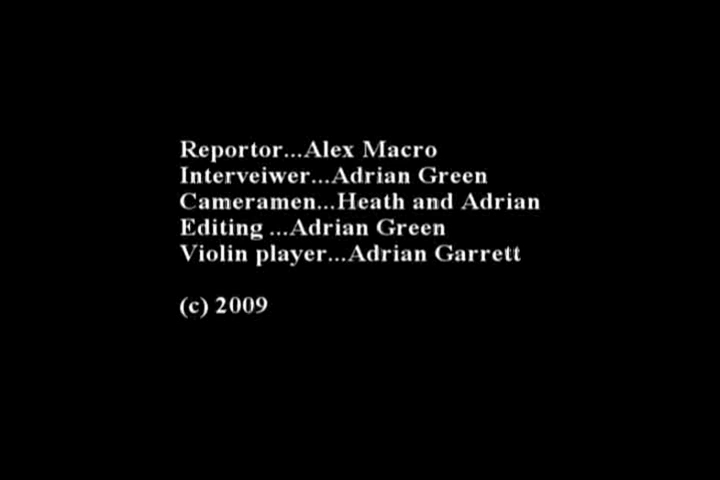 Reportor...Alex Macro
Interveiwer...Adrian Green
Cameramen...Heath and Adrian
Editing ...Adrian Green
Violin player...Adrian Garrett
(c) 2009